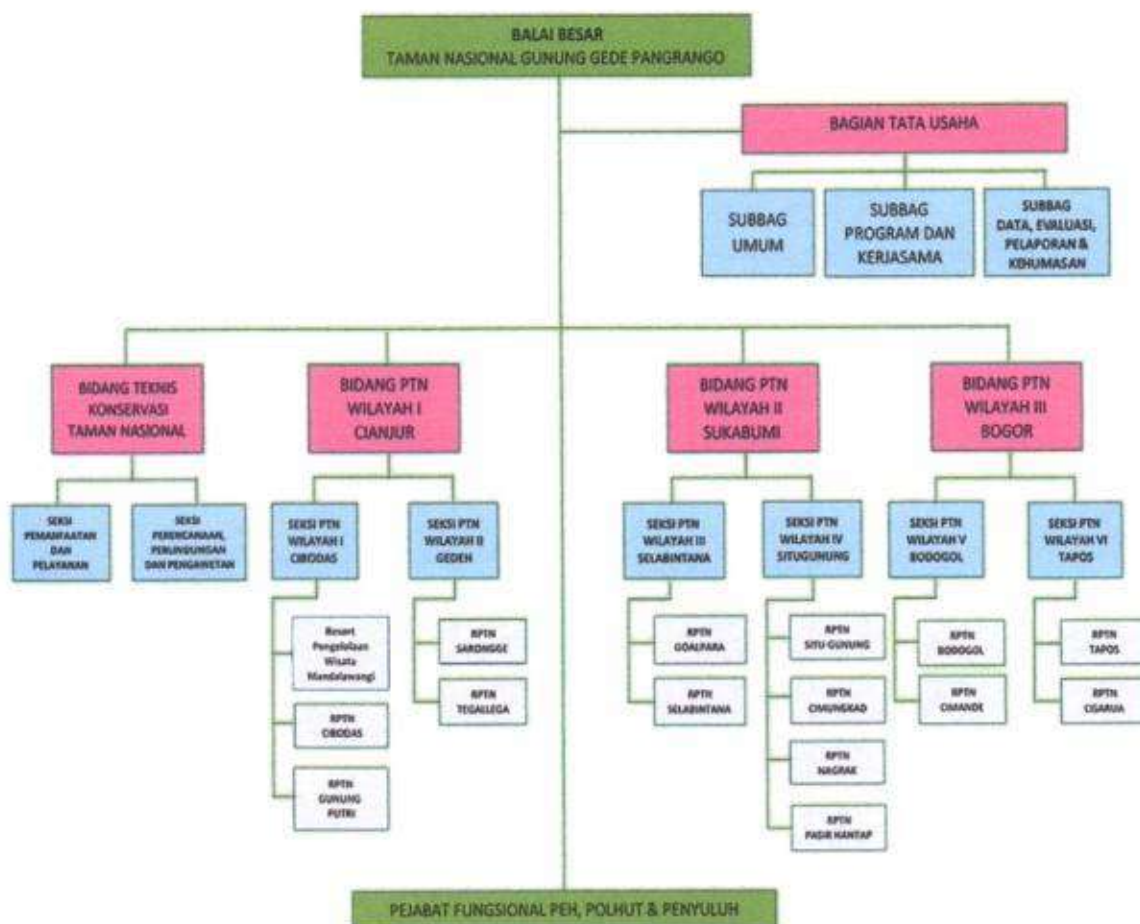 BALAI BESAR
TAMAN NASIONAL GUNUNG GEDE PANGRANGO
BAGIAN TATA USAHA
SUBBAG
UMUM
SUBBAG
PROGRAM DAN
KERJASAMA
SUBBAG
DATA, EVALUASI,
PELAPORAN &
KEHUMASAN
BIDANG TEKNIS
KONSERVASI
TAMAN NASIONAL
BIDANG PTN
WILAYAH I
CIANJUR
BIDANG PTN
WILAYAH II
SUKABUMI
BIDANG PTN
WILAYAH III
BOGOR
SEKSI
PEMANFAATAN
DAN
PELAYANAN
SEKSI
PERENCANAAN,
PERLINDUNGAN
DAN PENGAWETAN
SEKSI PTN
WILAYAH I
CIBODAS
SEKSI PTN
WILAYAH II
GEDEH
SEKSI PTN
WILAYAH III
SELABINTANA
SEKSI PTN
WILAYAH IV
SITUGUNUNG
SEKSI PTN
WILAYAH V
BODOGOL
SEKSI PTN
WILAYAH VI
TAPOS
Resort
Pengelolaan
Wisata
Mandalawangi
RPTN
CIBODAS
RPTN
GUNUNG
PUTRI
RPTN
SARONGGE
RPTN
TEGALLEGA
RPTN
GOALPARA
RPTN
SELABINTANA
RPTN
SITU GUNUNG
RPTN
CIMUNGKAD
RPTN
NAGRAK
RPTN
PASIR HANTAP
RPTN
BODOGOL
RPTN
CIMANDE
RPTN
TAPOS
RPTN
CISARUA
PEJABAT FUNGSIONAL PEH, POLHUT & PENYULUH